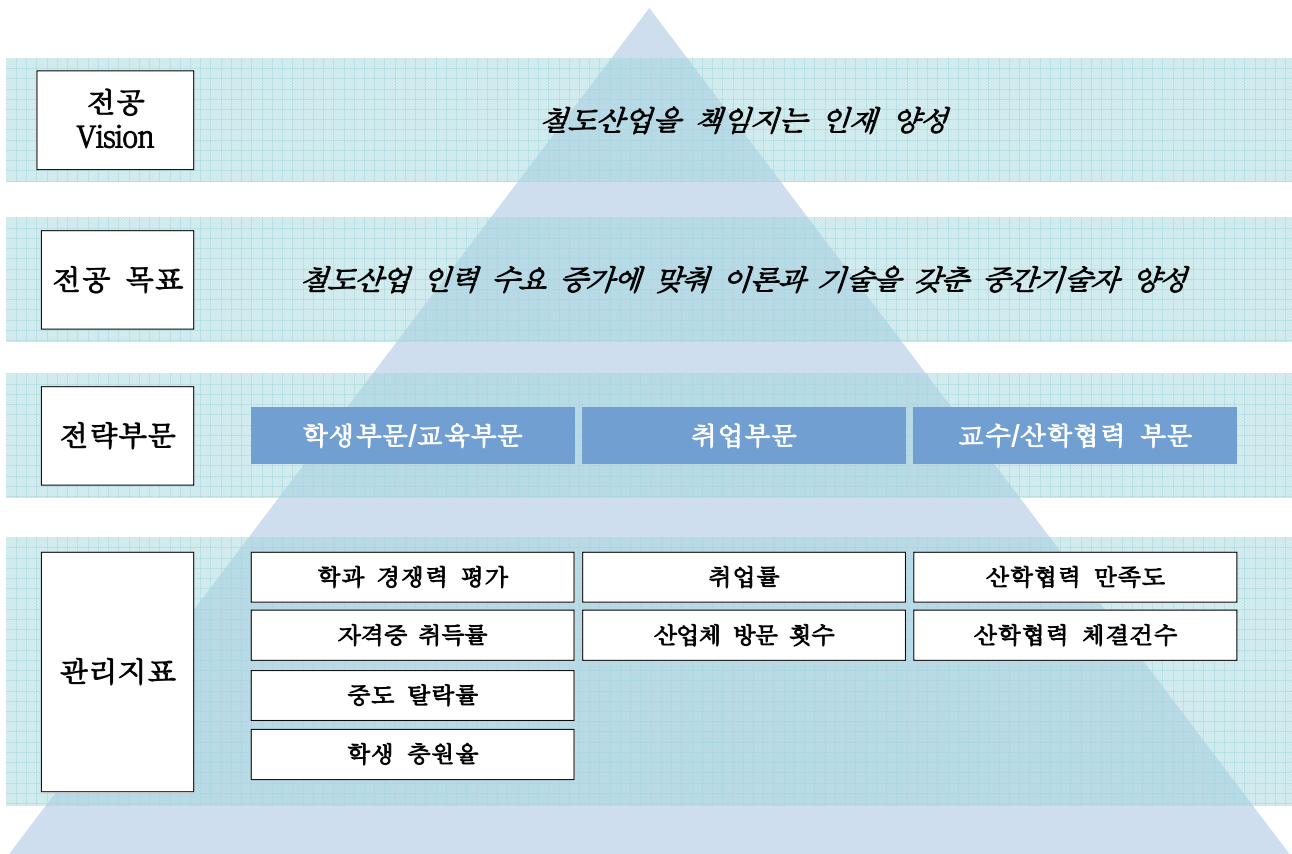 전공
Vision
철도산업을 책임지는 인재 양성
전공 목표
철도산업 인력 수요 증가에 맞춰 이론과 기술을 갖춘 중간기술자 양성
전략부문
학생부문/교육부문
취업부문
교수/산학협력 부문
관리지표
학과 경쟁력 평가
취업률
산학협력 만족도
자격증 취득률
산업체 방문 횟수
산학협력 체결건수
중도 탈락률
학생 충원율